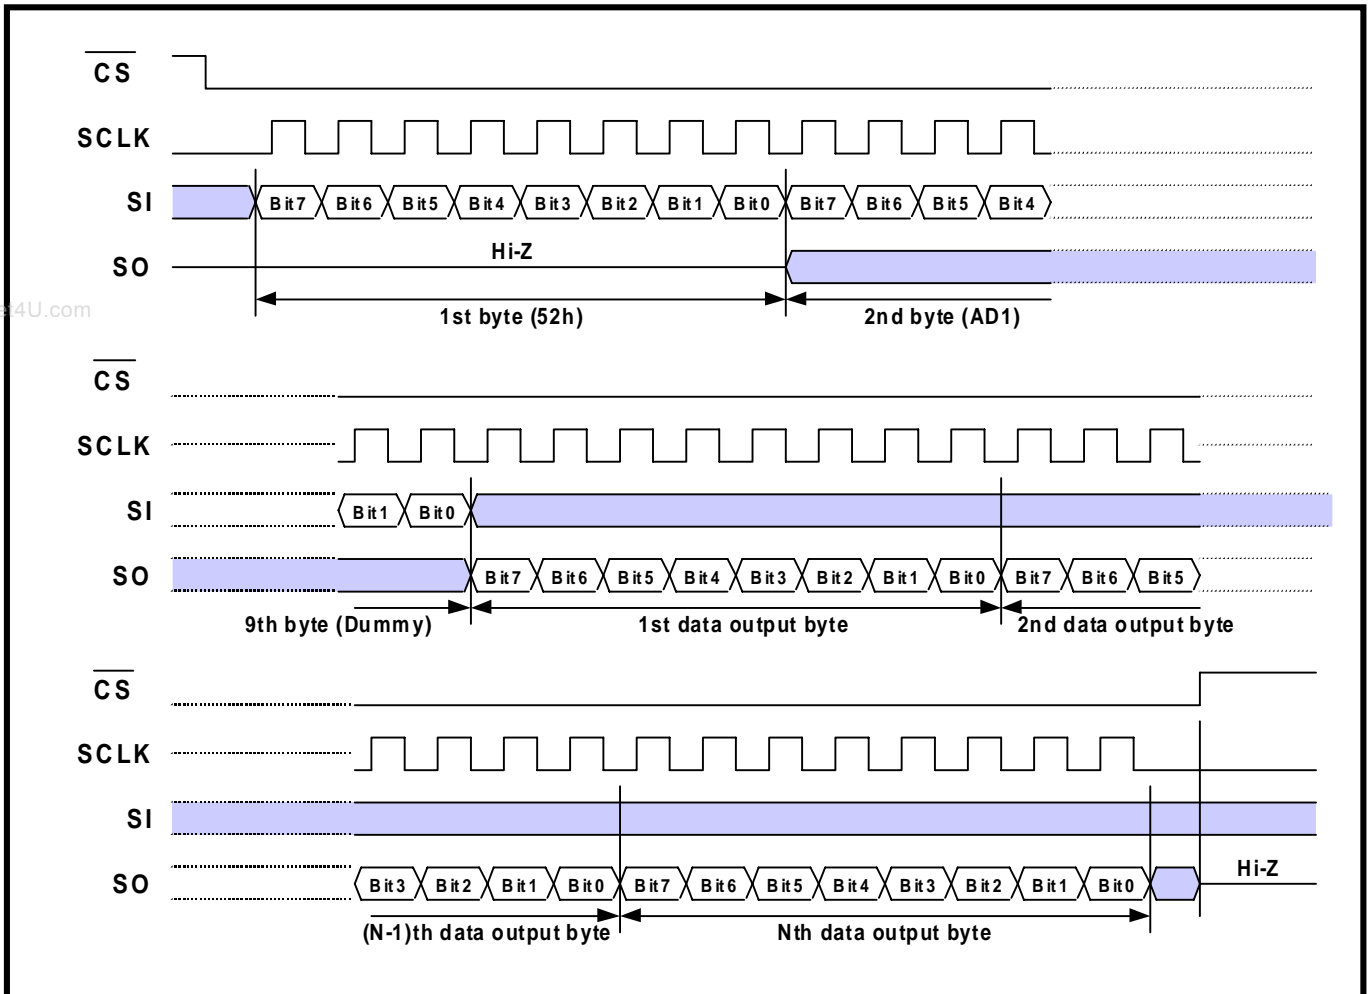 CS
SCLK
SI Bit7 Bit6 Bit5 Bit4 Bit3 Bit2 Bit1 Bit0 Bit7 Bit6 Bit5 Bit4
Hi-Z
SO
4U.com
1st byte (52h) 2nd byte (AD1)
CS
SCLK
SI Bit1 Bit0
SO Bit7 Bit6 Bit5 Bit4 Bit3 Bit2 Bit1 Bit0 Bit7 Bit6 Bit5
9th byte (Dummy) 1st data output byte 2nd data output byte
CS
SCLK
SI
SO Bit3 Bit2 Bit1 Bit0 Bit7 Bit6 Bit5 Bit4 Bit3 Bit2 Bit1 Bit0 Hi-Z
(N-1)th data output byte Nth data output byte